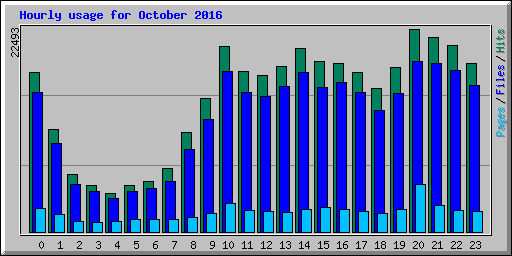 Hourly usage for October 2016
22493
Pages / Files / Hits
0 1 2 3 4 5 6 7 8 9 10 11 12 13 14 15 16 17 18 19 20 21 22 23